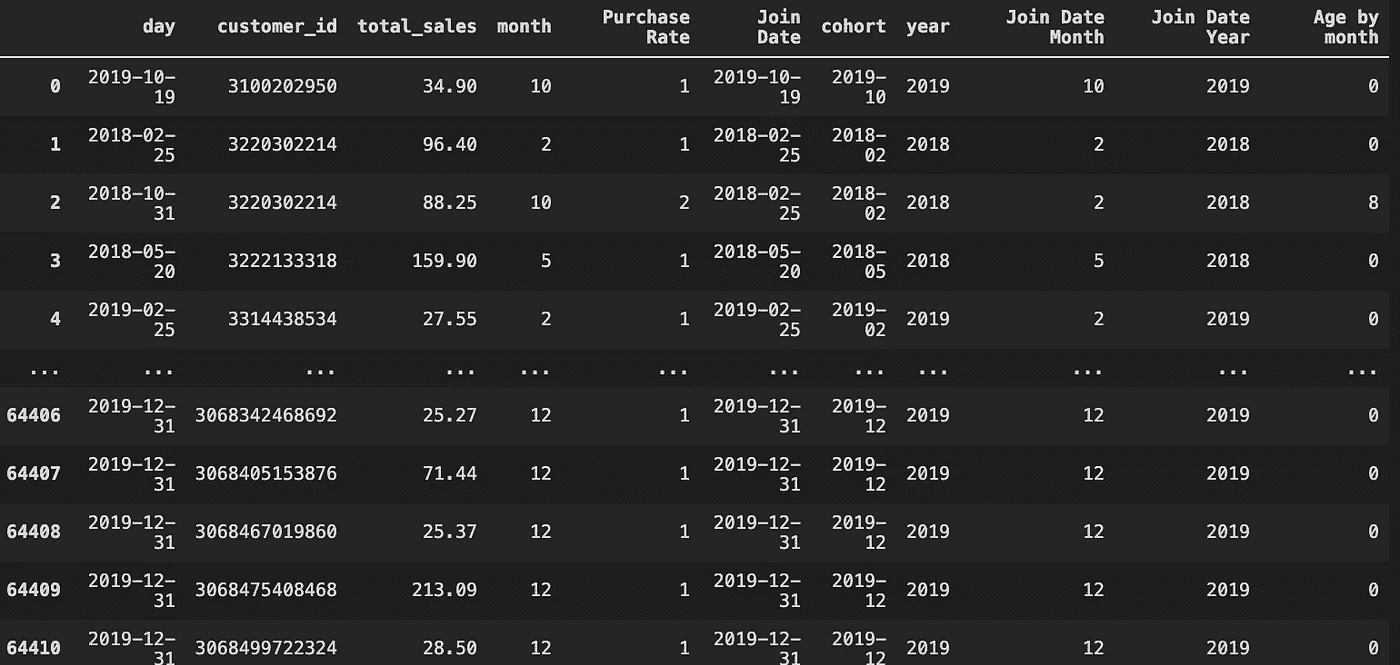 day customer_id total_sales month Purchase Rate Join Date cohort year Join Date Month Join Date Year Age by month
0 2019-10-19 3100202950 34.90 10 1 2019-10-19 2019-10 2019 10 2019 0
1 2018-02-25 3220302214 96.40 2 1 2018-02-25 2018-02 2018 2 2018 0
2 2018-10-31 3220302214 88.25 10 2 2018-02-25 2018-02 2018 2 2018 8
3 2018-05-20 3222133318 159.90 5 1 2018-05-20 2018-05 2018 5 2018 0
4 2019-02-25 3314438534 27.55 2 1 2019-02-25 2019-02 2019 2 2019 0
... ... ... ... ... ... ... ... ... ... ... ...
64406 2019-12-31 3068342468692 25.27 12 1 2019-12-31 2019-12 2019 12 2019 0
64407 2019-12-31 3068405153876 71.44 12 1 2019-12-31 2019-12 2019 12 2019 0
64408 2019-12-31 3068467019860 25.37 12 1 2019-12-31 2019-12 2019 12 2019 0
64409 2019-12-31 3068475408468 213.09 12 1 2019-12-31 2019-12 2019 12 2019 0
64410 2019-12-31 3068499722324 28.50 12 1 2019-12-31 2019-12 2019 12 2019 0